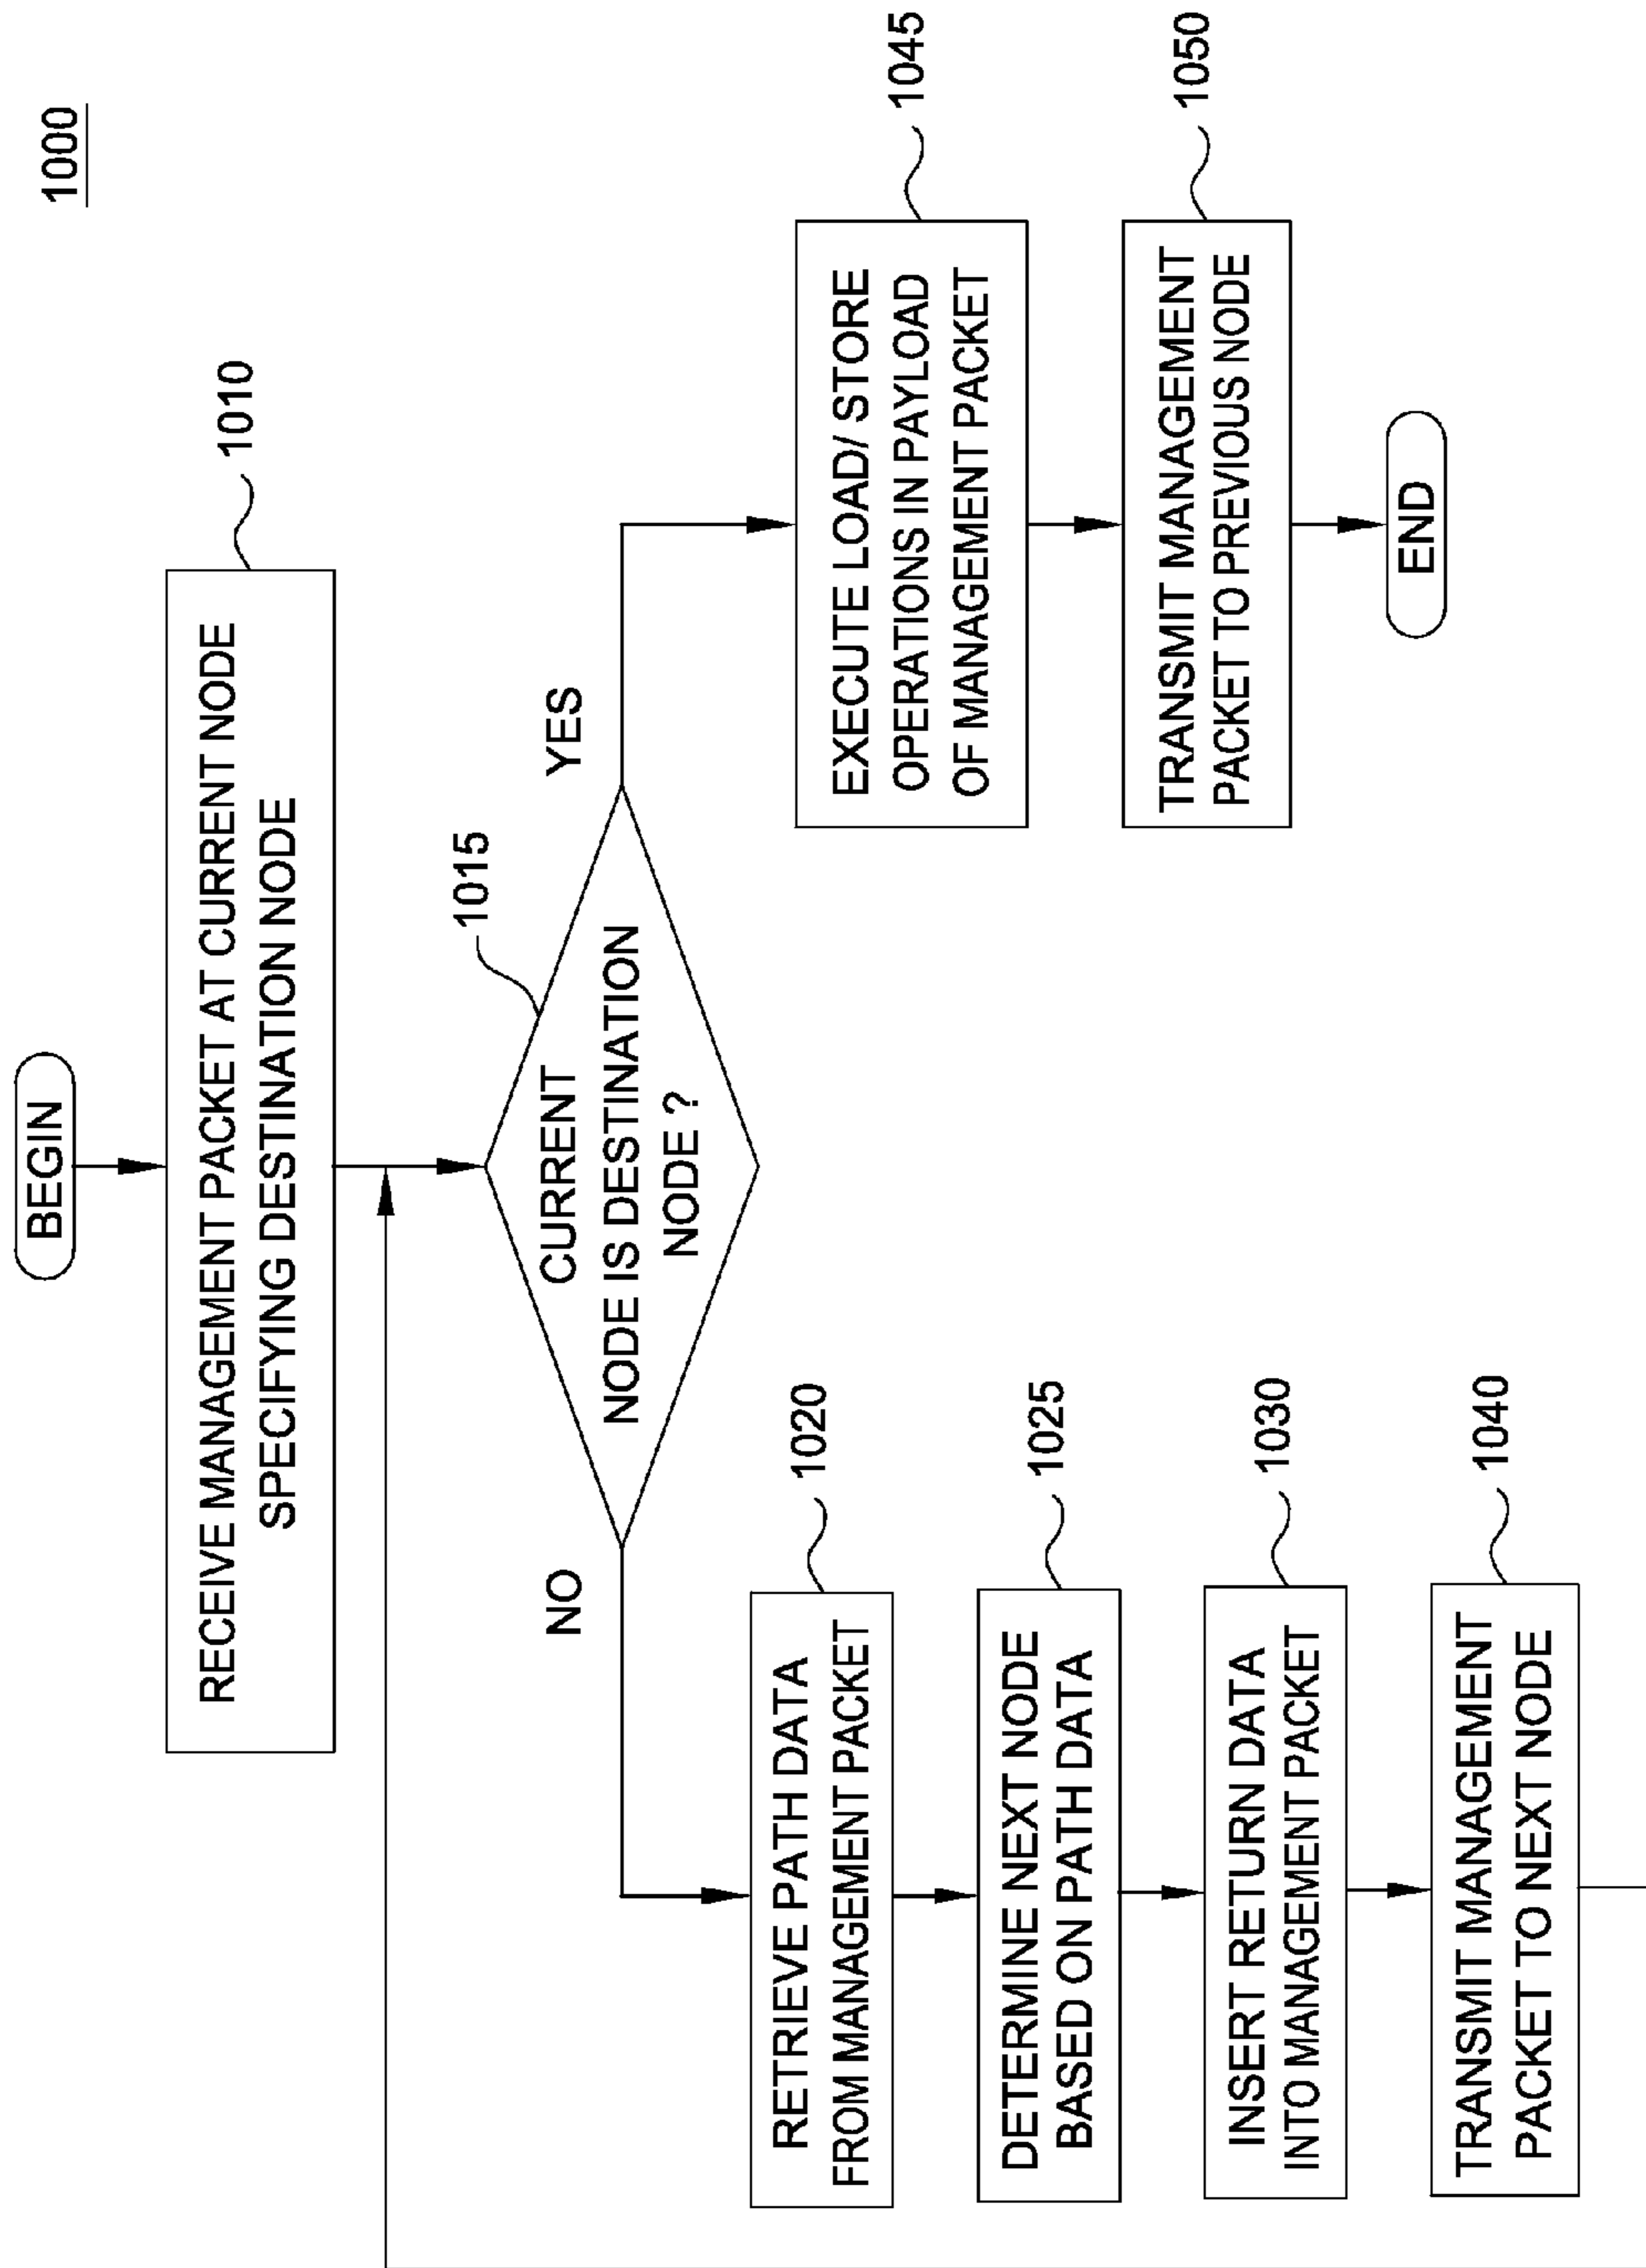 1000
BEGIN
RECEIVE MANAGEMENT PACKET AT CURRENT NODE
SPECIFYING DESTINATION NODE
1010
CURRENT
NODE IS DESTINATION
NODE ?
1015
NO
YES
RETRIEVE PATH DATA
FROM MANAGEMENT PACKET
1020
DETERMINE NEXT NODE
BASED ON PATH DATA
1025
INSERT RETURN DATA
INTO MANAGEMENT PACKET
1030
TRANSMIT MANAGEMENT
PACKET TO NEXT NODE
1040
EXECUTE LOAD/ STORE
OPERATIONS IN PAYLOAD
OF MANAGEMENT PACKET
1045
TRANSMIT MANAGEMENT
PACKET TO PREVIOUS NODE
1050
END